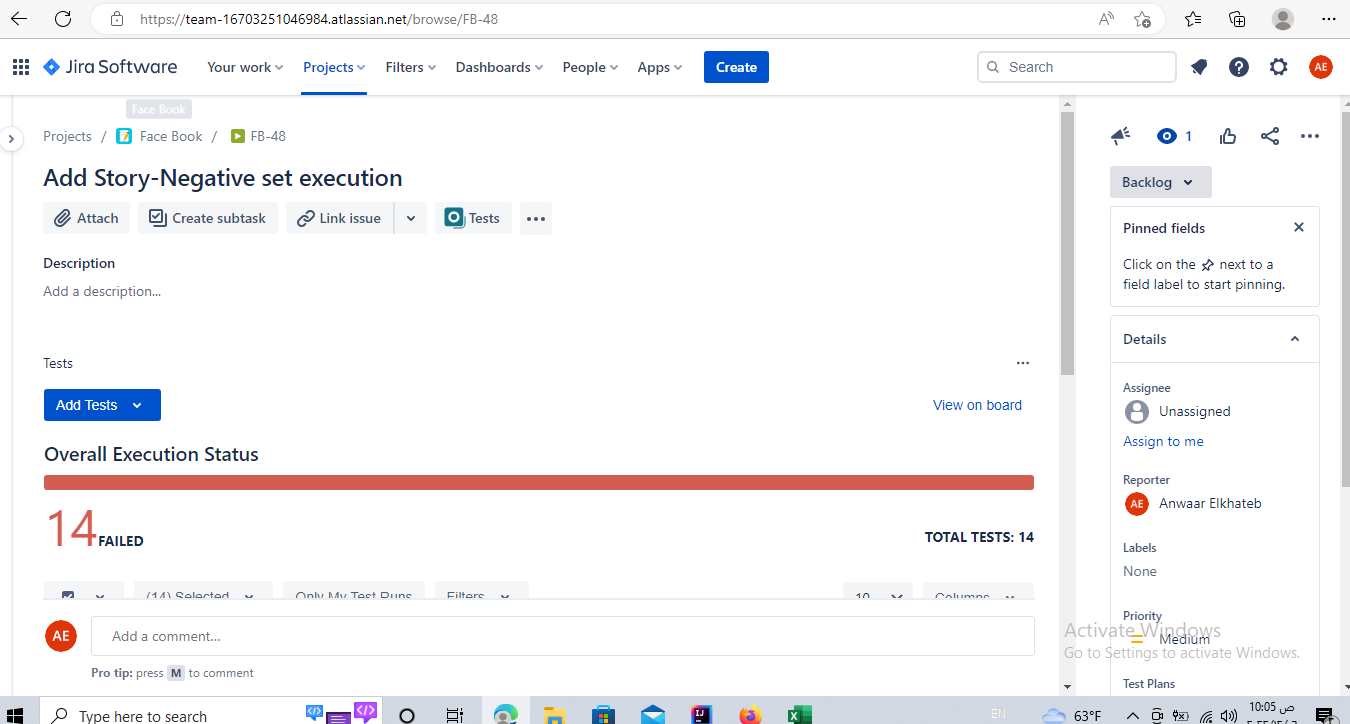 https://team-16703251046984.atlassian.net/browse/FB-48
Jira Software Your work Projects Filters Dashboards People Apps Create Search AE
Face Book
Projects / Face Book / FB-48
1
Add Story-Negative set execution
Backlog
Attach Create subtask Link issue Tests
Pinned fields
Click on the next to a
field label to start pinning.
Description
Add a description...
Details
Tests
Add Tests
View on board
Assignee
Unassigned
Assign to me
Overall Execution Status
Reporter
AE Anwaar Elkhateb
14 FAILED
TOTAL TESTS: 14
Labels
None
(14) Selected Only My Test Runs Filters 10 Columns
Priority
Medium
AE Add a comment...
Pro tip: press M to comment
Activate Windows
Go to Settings to activate Windows.
Test Plans
Type here to search
EN
63°F
10:05 ص